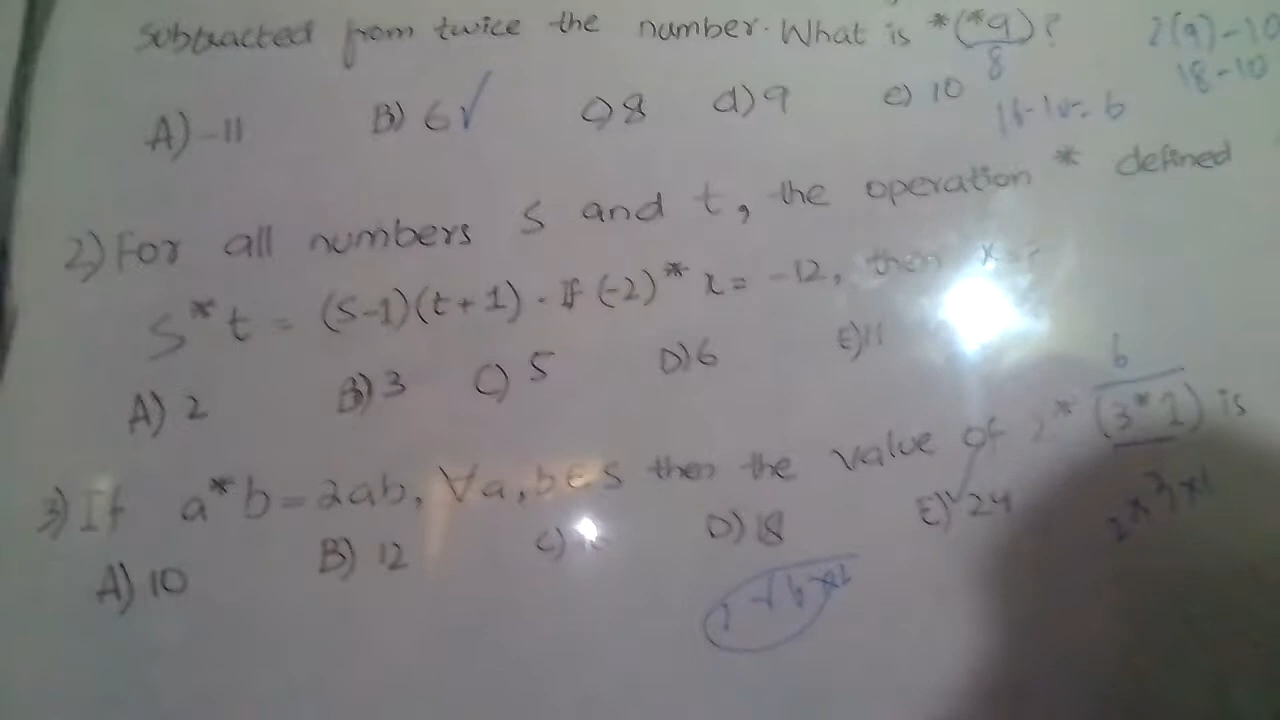 subtracted from twice the number. What is *(*9)?
8
2(9)-10
18-10
A) -11 B) 6 ✓ C) 8 d) 9 e) 10
16-10= 6
2) For all numbers s and t, the operation * defined
s*t = (s-1)(t+1). If (-2)* x = -12, then x=?
A) 2 B) 3 C) 5 D) 6 E) 11
6
3) If a*b=2ab, ∀a,b∈s then the value of 2* (3*1) is
2x3x1
A) 10 B) 12 C) D) 18 E) 24